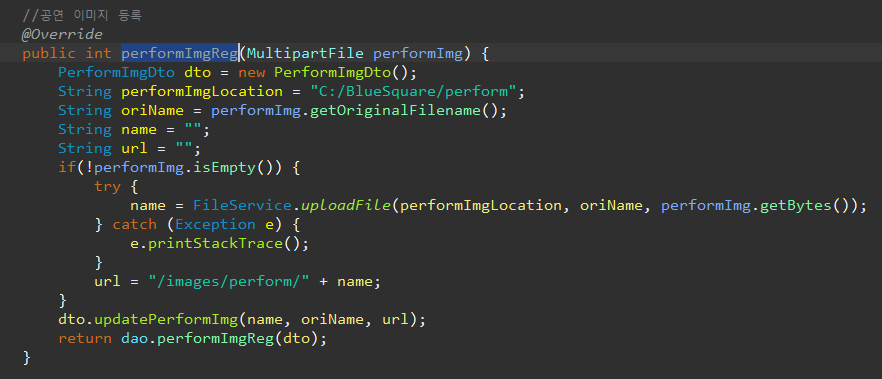 //공연 이미지 등록
@Override
public int performImgReg(MultipartFile performImg) {
    PerformImgDto dto = new PerformImgDto();
    String performImgLocation = "C:/BlueSquare/perform";
    String oriName = performImg.getOriginalFilename();
    String name = "";
    String url = "";
    if(!performImg.isEmpty()) {
        try {
            name = FileService.uploadFile(performImgLocation, oriName, performImg.getBytes());
        } catch (Exception e) {
            e.printStackTrace();
        }
        url = "/images/perform/" + name;
    }
    dto.updatePerformImg(name, oriName, url);
    return dao.performImgReg(dto);
}